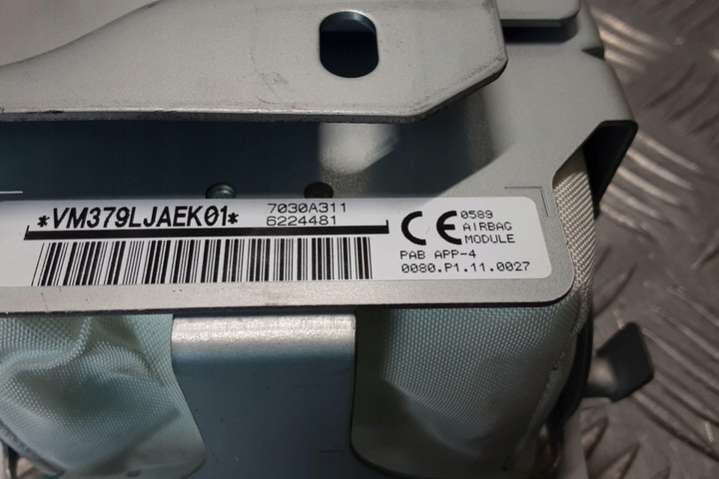 *VM379LJAEK01*
7030A311
6224481
CE 0589
AIRBAG
MODULE
PAB APP-4
0080.P1.11.0027